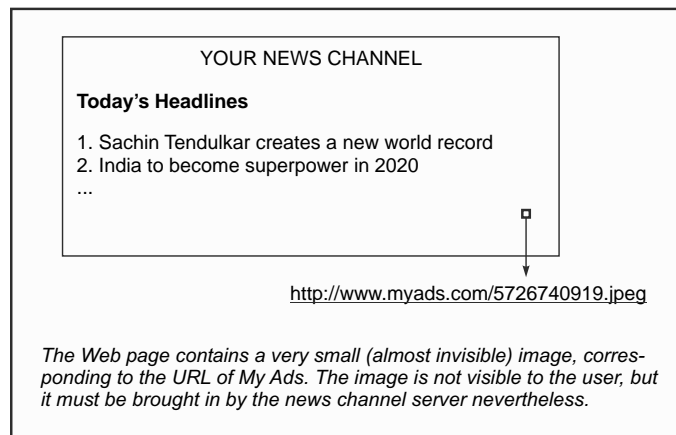 YOUR NEWS CHANNEL
Today's Headlines
1. Sachin Tendulkar creates a new world record
2. India to become superpower in 2020
...
http://www.myads.com/5726740919.jpeg
The Web page contains a very small (almost invisible) image, corres-
ponding to the URL of My Ads. The image is not visible to the user, but
it must be brought in by the news channel server nevertheless.